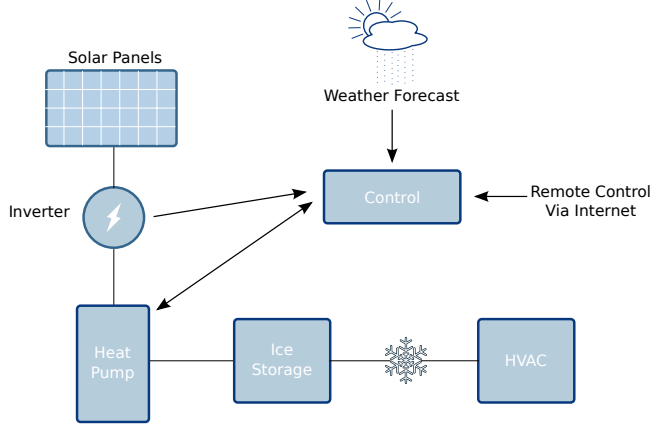 Solar Panels
Weather Forecast
Inverter
Control
Remote Control
Via Internet
Heat
Pump
Ice
Storage
HVAC